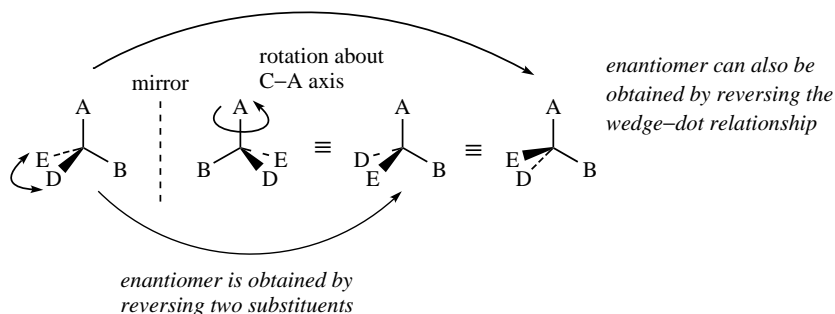 rotation about
C−A axis
mirror
enantiomer can also be
obtained by reversing the
wedge−dot relationship
A
E
D
B
A
B
E
D
≡
A
D
E
B
≡
A
E
D
B
enantiomer is obtained by
reversing two substituents